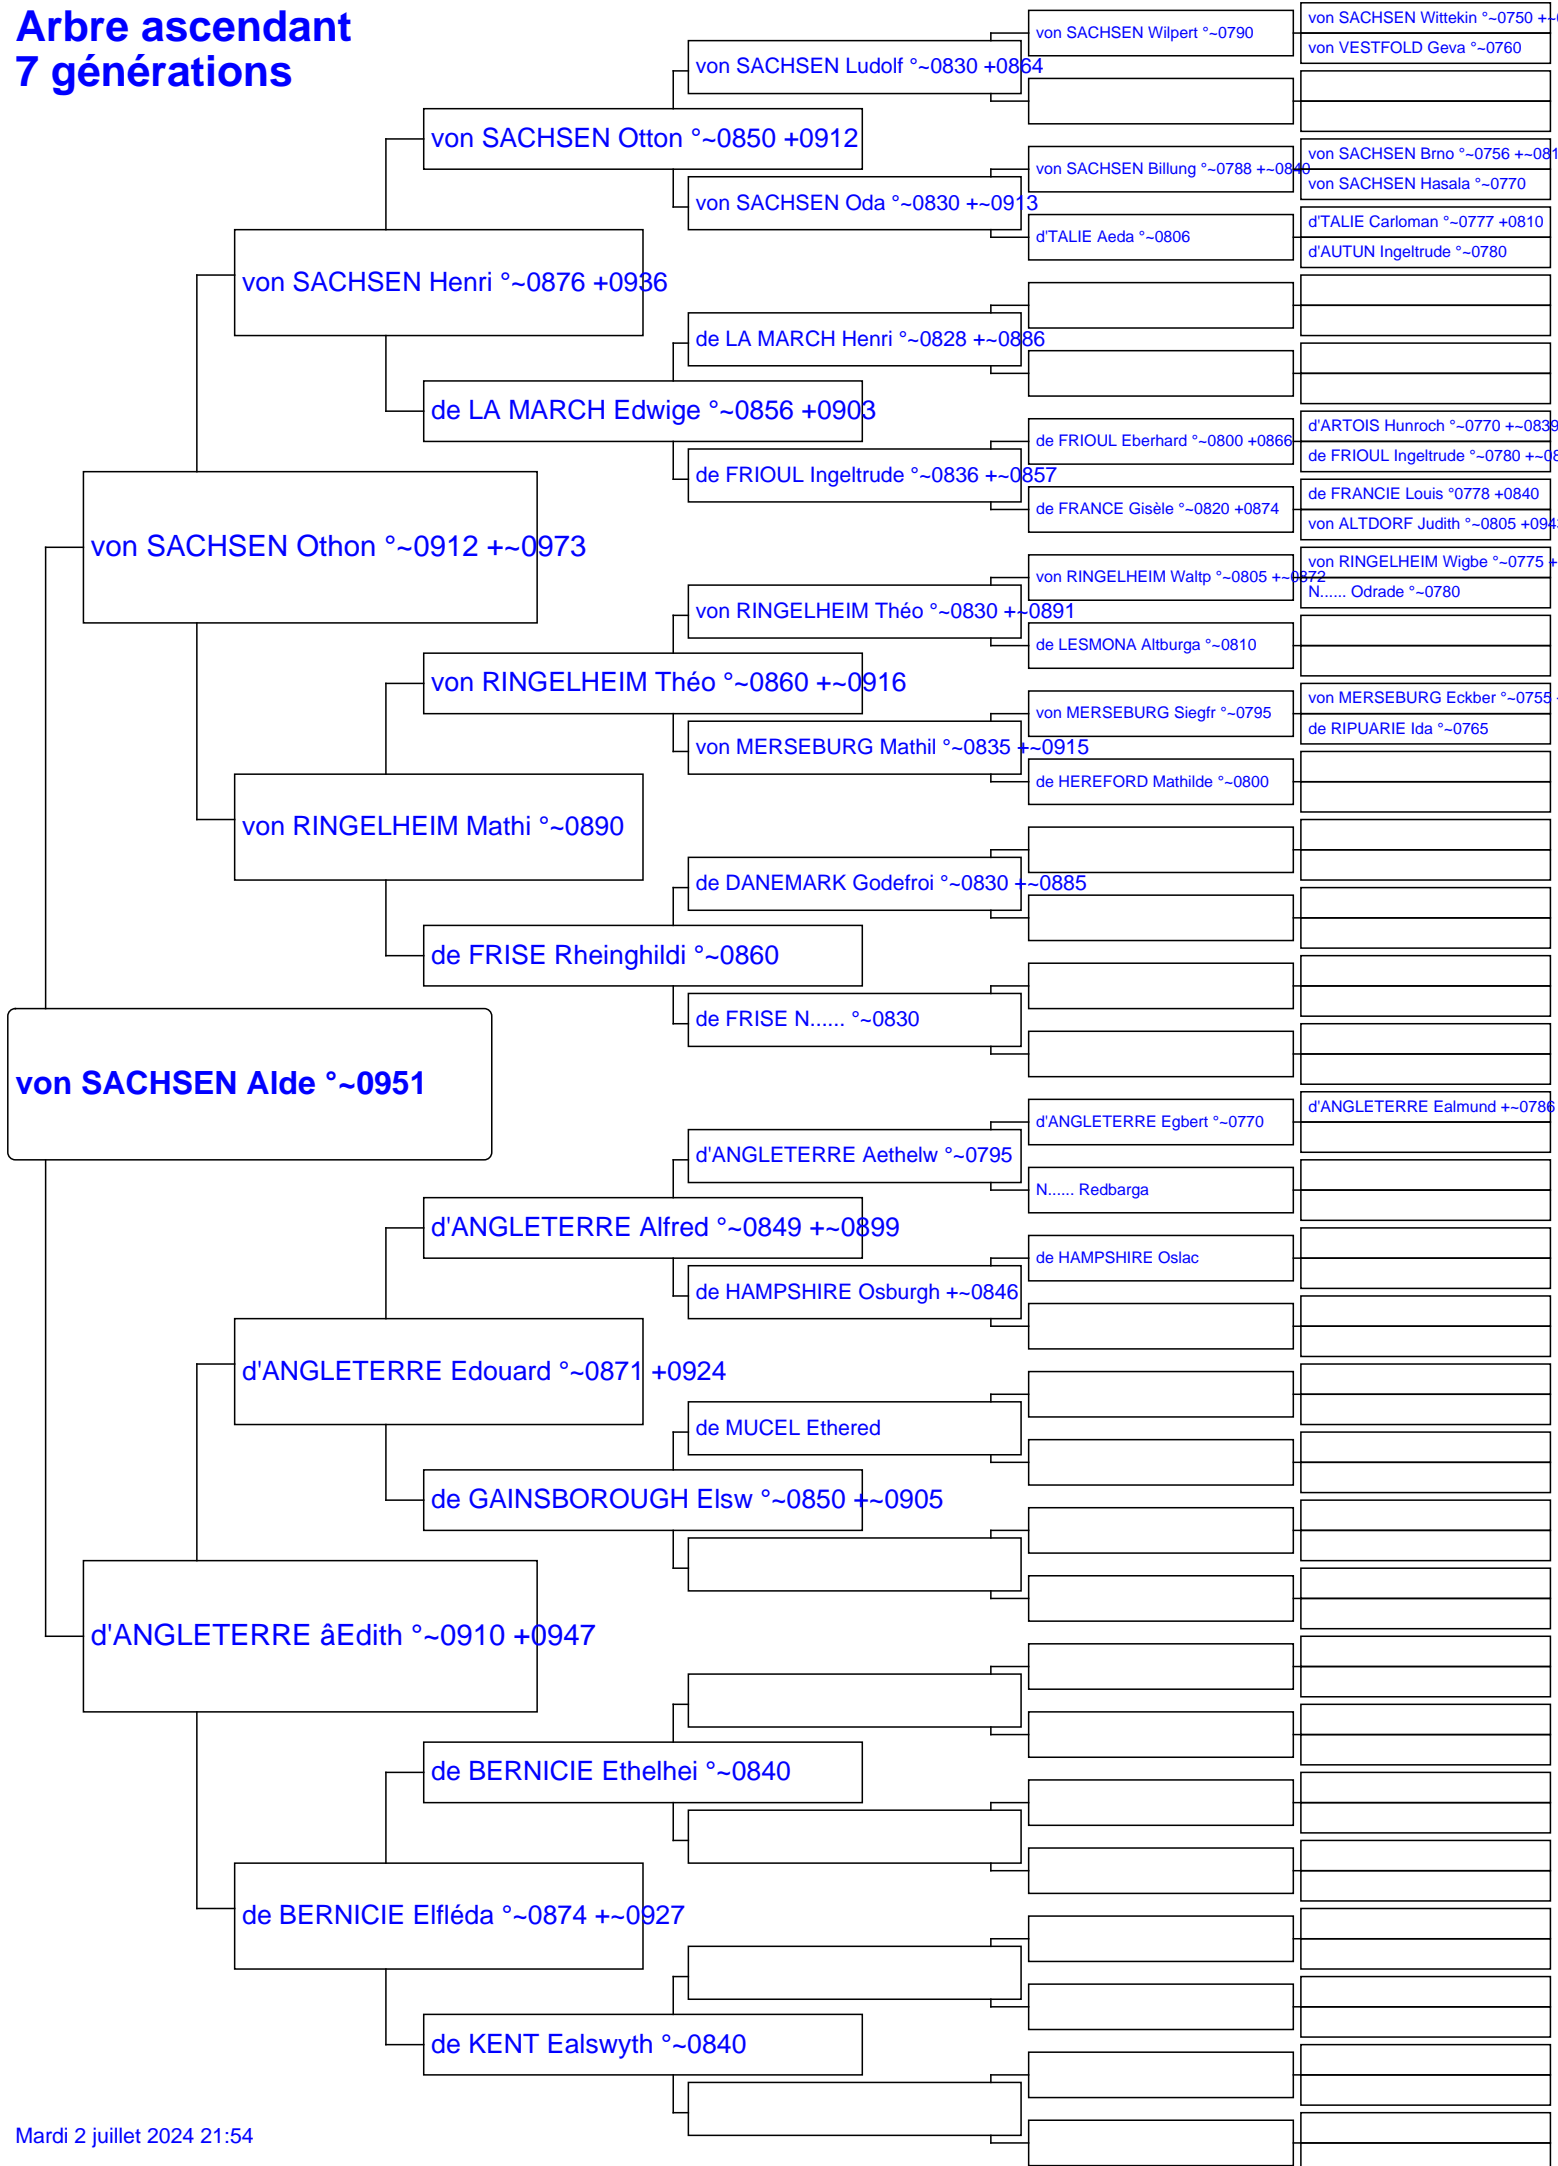 Arbre ascendant
7 générations
von SACHSEN Wilpert °~0790
von SACHSEN Wittekin °~0750 +~
von VESTFOLD Geva °~0760
von SACHSEN Ludolf °~0830 +0864
von SACHSEN Otton °~0850 +0912
von SACHSEN Billung °~0788 +~0840
von SACHSEN Brno °~0756 +~081
von SACHSEN Hasala °~0770
von SACHSEN Oda °~0830 +~0913
d'TALIE Aeda °~0806
d'TALIE Carloman °~0777 +0810
d'AUTUN Ingeltrude °~0780
von SACHSEN Henri °~0876 +0936
de LA MARCH Henri °~0828 +~0886
de LA MARCH Edwige °~0856 +0903
de FRIOUL Eberhard °~0800 +0866
d'ARTOIS Hunroch °~0770 +~0839
de FRIOUL Ingeltrude °~0780 +~08
de FRIOUL Ingeltrude °~0836 +~0857
de FRANCE Gisèle °~0820 +0874
de FRANCIE Louis °0778 +0840
von ALTDORF Judith °~0805 +0943
von SACHSEN Othon °~0912 +~0973
von RINGELHEIM Waltp °~0805 +~0872
von RINGELHEIM Wigbe °~0775 +
N...... Odrade °~0780
von RINGELHEIM Théo °~0830 +~0891
de LESMONA Altburga °~0810
von RINGELHEIM Théo °~0860 +~0916
von MERSEBURG Siegfr °~0795
von MERSEBURG Eckber °~0755
de RIPUARIE Ida °~0765
von MERSEBURG Mathil °~0835 +~0915
de HEREFORD Mathilde °~0800
von RINGELHEIM Mathi °~0890
de DANEMARK Godefroi °~0830 +~0885
de FRISE Rheinghildi °~0860
de FRISE N...... °~0830
von SACHSEN Alde °~0951
d'ANGLETERRE Egbert °~0770
d'ANGLETERRE Ealmund +~0786
d'ANGLETERRE Aethelw °~0795
N...... Redbarga
d'ANGLETERRE Alfred °~0849 +~0899
de HAMPSHIRE Oslac
de HAMPSHIRE Osburgh +~0846
d'ANGLETERRE Edouard °~0871 +0924
de MUCEL Ethered
de GAINSBOROUGH Elsw °~0850 +~0905
d'ANGLETERRE âEdith °~0910 +0947
de BERNICIE Ethelhei °~0840
de BERNICIE Elfléda °~0874 +~0927
de KENT Ealswyth °~0840
Mardi 2 juillet 2024 21:54